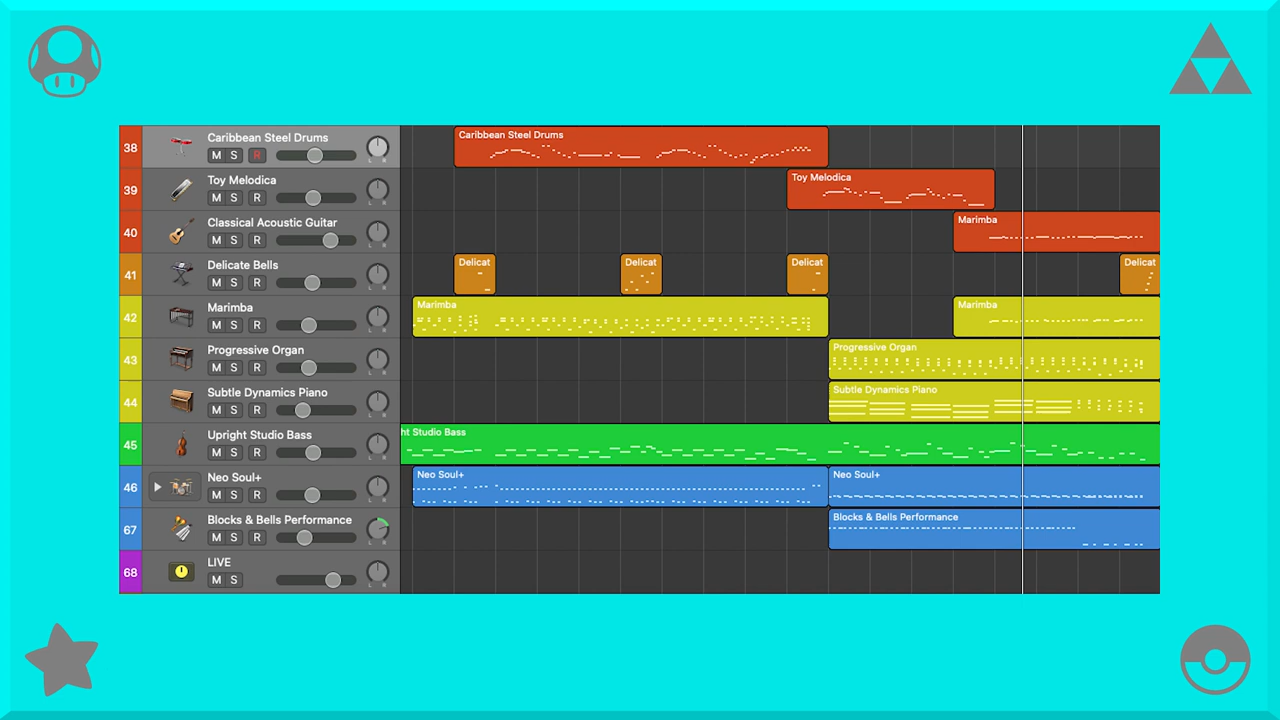 38 Caribbean Steel Drums Caribbean Steel Drums
M S R
39 Toy Melodica Toy Melodica
M S R
40 Classical Acoustic Guitar Marimba
M S R
41 Delicate Bells Delicat Delicat Delicat Delicat
M S R
42 Marimba Marimba Marimba
M S R
43 Progressive Organ Progressive Organ
M S R
44 Subtle Dynamics Piano Subtle Dynamics Piano
M S R
45 Upright Studio Bass ht Studio Bass
M S R
46 Neo Soul+ Neo Soul+ Neo Soul+
M S R
67 Blocks & Bells Performance Blocks & Bells Performance
M S R
68 LIVE
M S